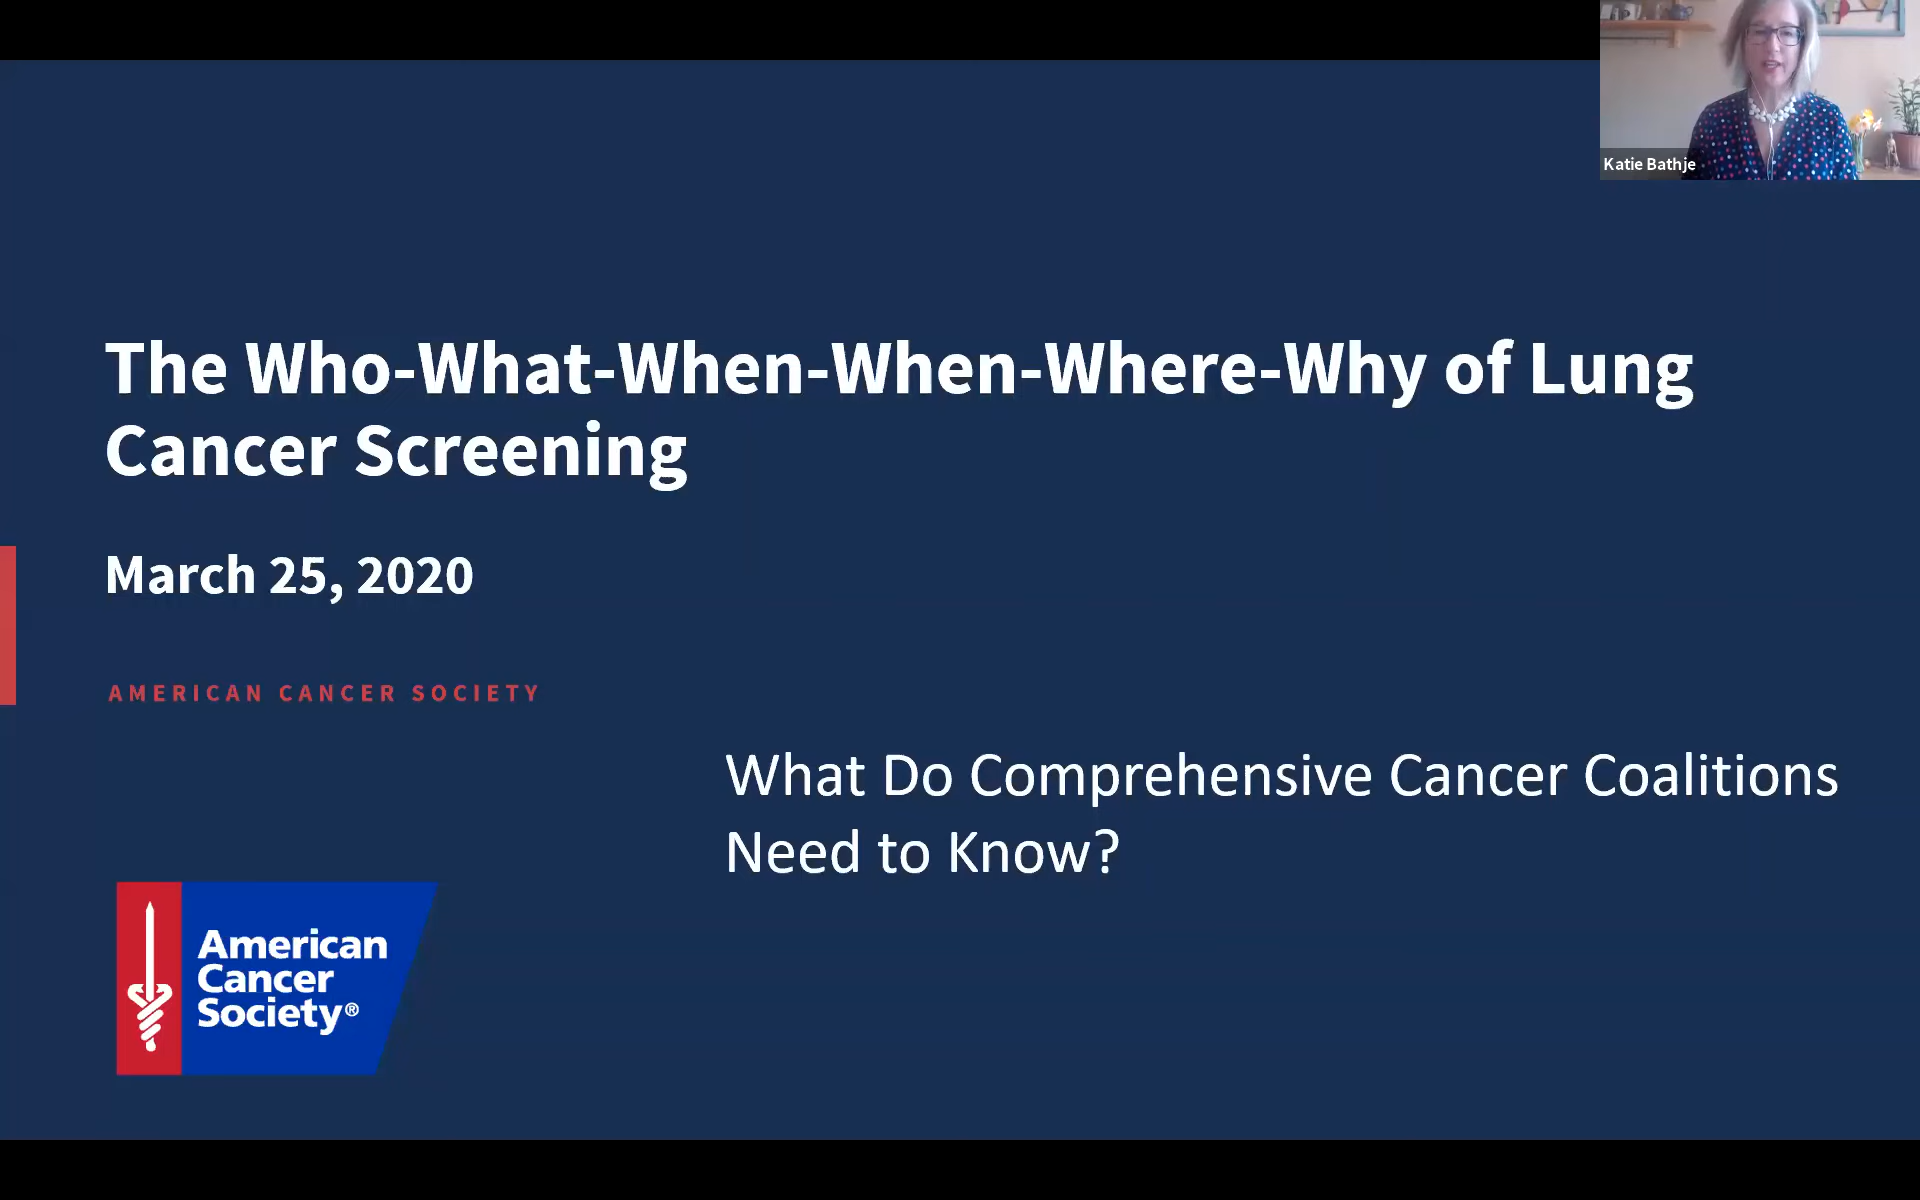 Katie Bathje
The Who-What-When-When-Where-Why of Lung
Cancer Screening
March 25, 2020
AMERICAN CANCER SOCIETY
What Do Comprehensive Cancer Coalitions
Need to Know?
American
Cancer
Society®